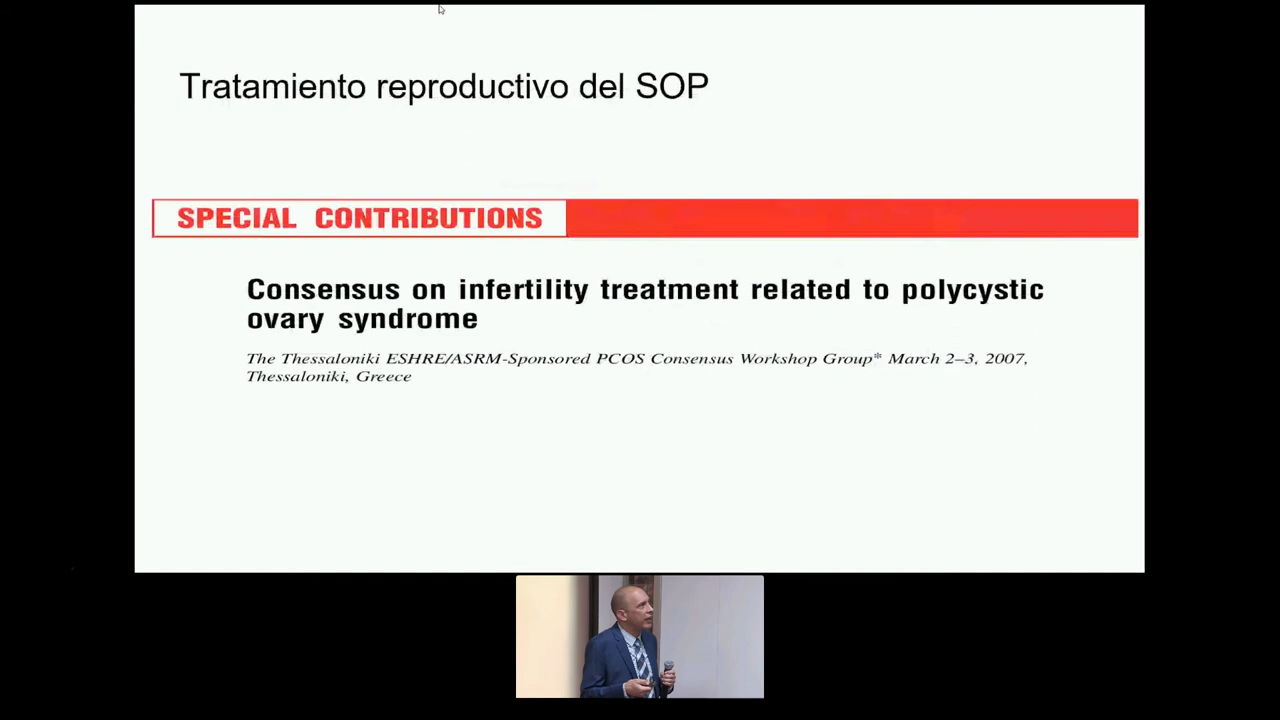 Tratamiento reproductivo del SOP
SPECIAL CONTRIBUTIONS
Consensus on infertility treatment related to polycystic
ovary syndrome
The Thessaloniki ESHRE/ASRM-Sponsored PCOS Consensus Workshop Group* March 2–3, 2007,
Thessaloniki, Greece